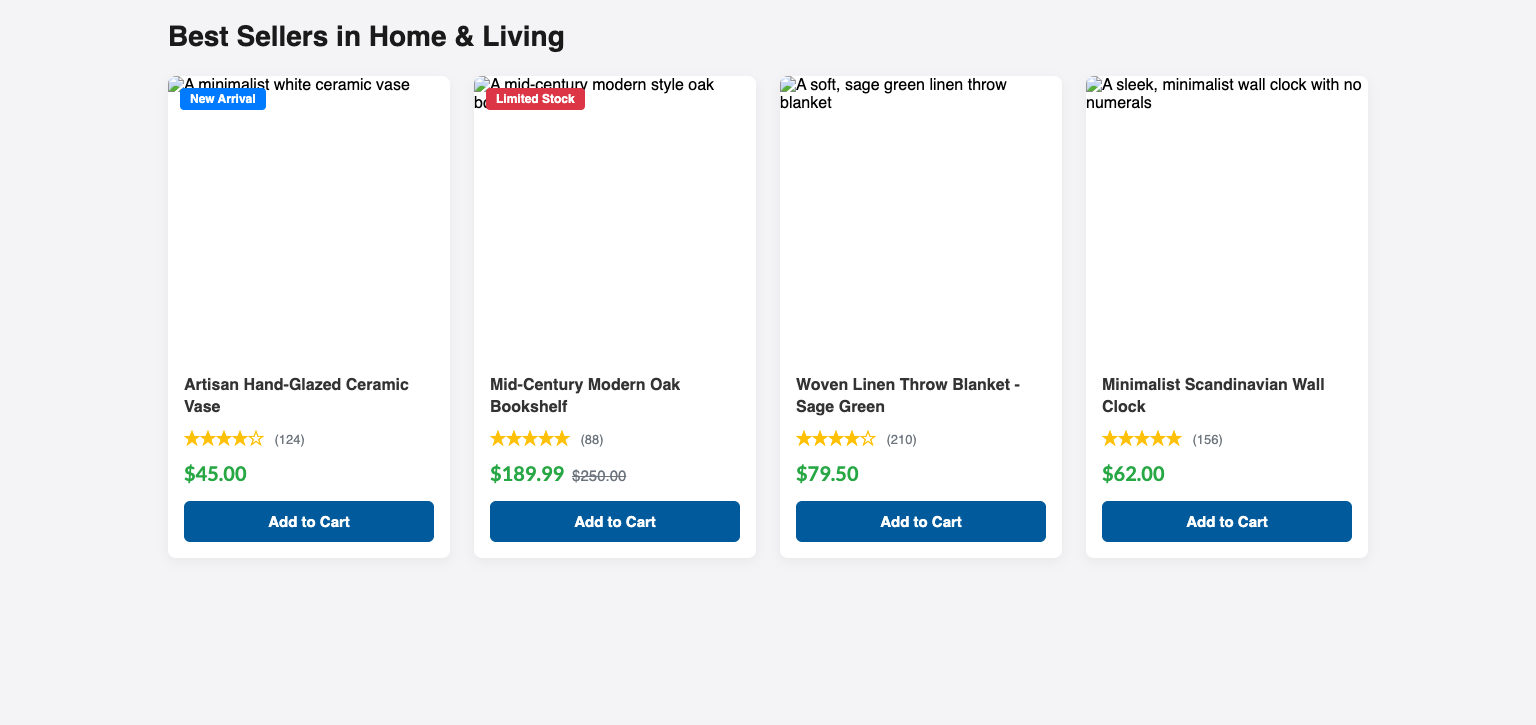 Best Sellers in Home & Living
A minimalist white ceramic vase
New Arrival
A mid-century modern style oak
Limited Stock
A soft, sage green linen throw
blanket
A sleek, minimalist wall clock with no
numerals
Artisan Hand-Glazed Ceramic
Vase
★★★★☆ (124)
$45.00
Add to Cart
Mid-Century Modern Oak
Bookshelf
★★★★★ (88)
$189.99 $250.00
Add to Cart
Woven Linen Throw Blanket -
Sage Green
★★★★☆ (210)
$79.50
Add to Cart
Minimalist Scandinavian Wall
Clock
★★★★★ (156)
$62.00
Add to Cart